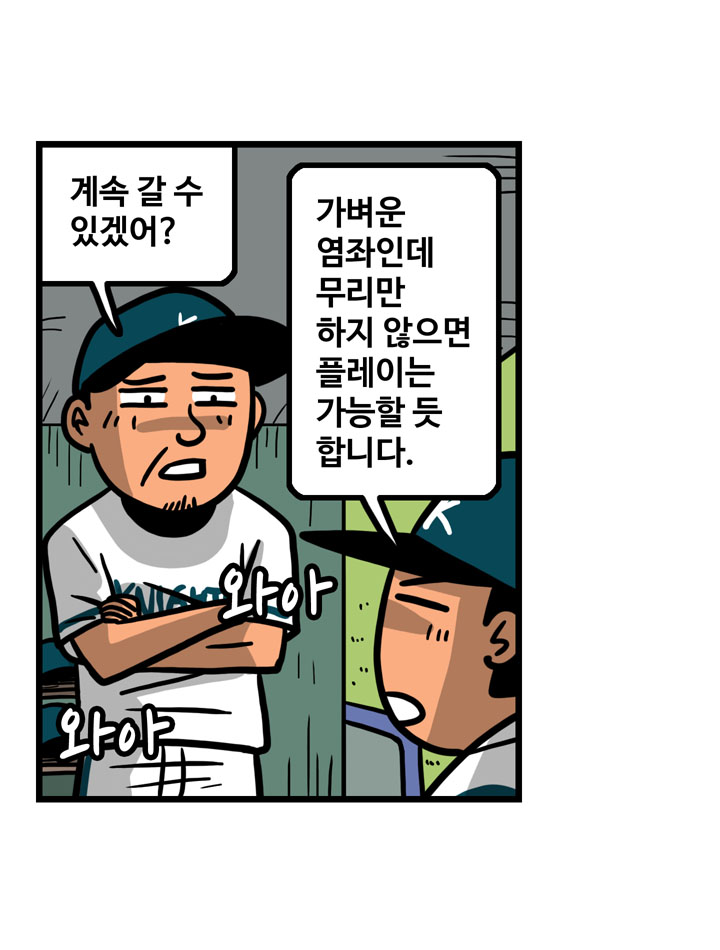 계속 갈 수
있겠어?
가벼운
염좌인데
무리만
하지 않으면
플레이는
가능할 듯
합니다.
K
K
와아
와아